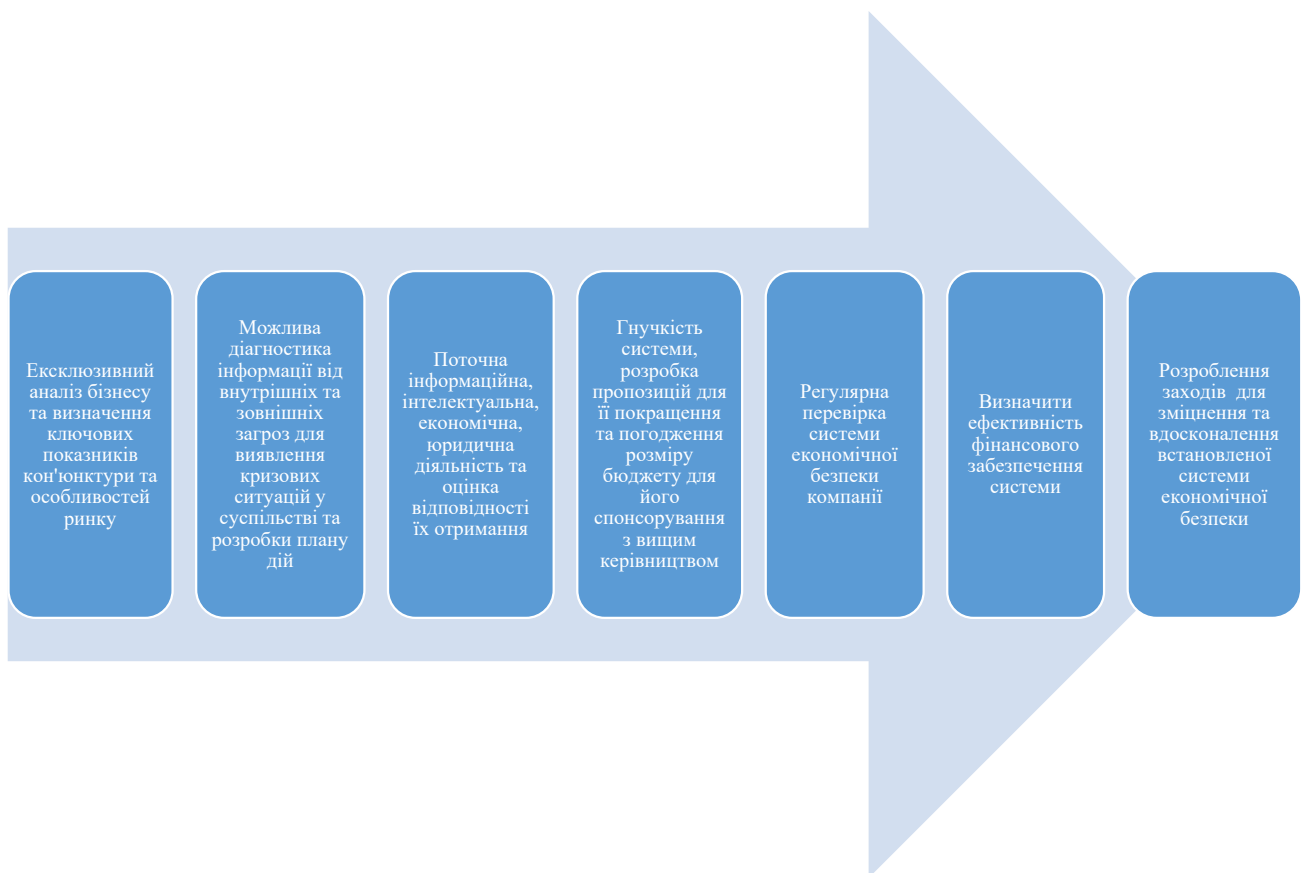 Ексклюзивний
аналіз бізнесу
та визначення
ключових
показників
кон'юнктури та
особливостей
ринку
Можлива
діагностика
інформації від
внутрішніх та
зовнішніх
загроз для
виявлення
кризових
ситуацій у
суспільстві та
розробки плану
дій
Поточна
інформаційна,
інтелектуальна,
економічна,
юридична
діяльність та
оцінка
відповідності
їх отримання
Гнучкість
системи,
розробка
пропозицій для
її покращення
та погодження
розміру
бюджету для
його
спонсорування
з вищим
керівництвом
Регулярна
перевірка
системи
економічної
безпеки
компанії
Визначити
ефективність
фінансового
забезпечення
системи
Розроблення
заходів для
зміцнення та
вдосконалення
встановленої
системи
економічної
безпеки